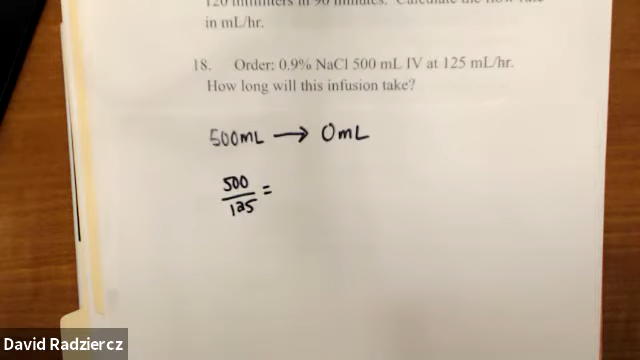 in mL/hr.
18. Order: 0.9% NaCl 500 mL IV at 125 mL/hr.
How long will this infusion take?
500mL → 0mL
500
125 =
David Radziercz